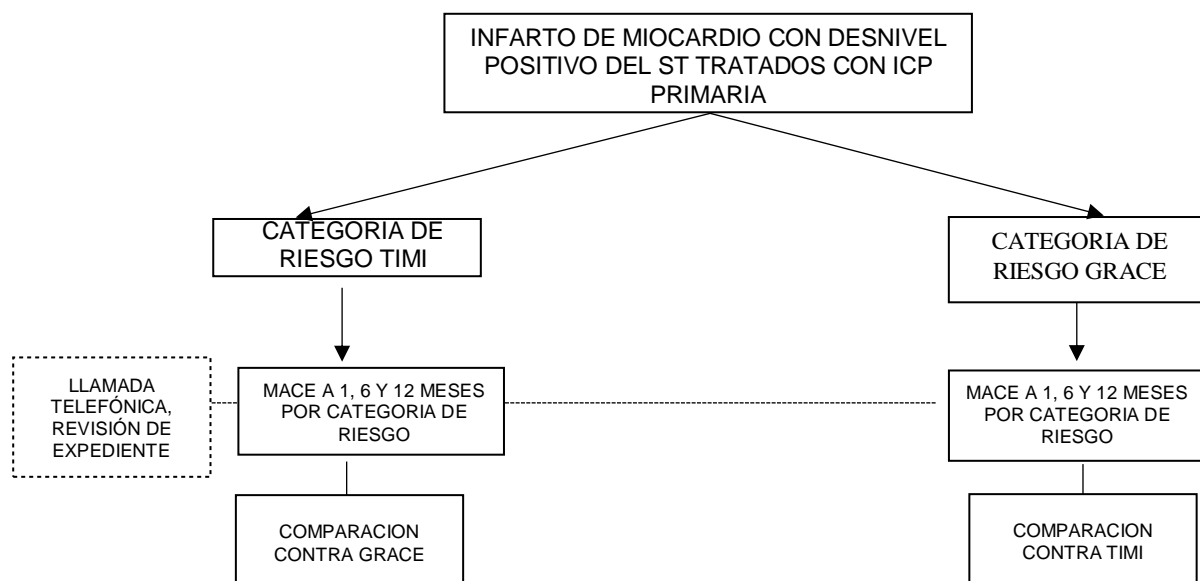 INFARTO DE MIOCARDIO CON DESNIVEL
POSITIVO DEL ST TRATADOS CON ICP
PRIMARIA
CATEGORIA DE
RIESGO TIMI
CATEGORIA DE
RIESGO GRACE
LLAMADA
TELEFÓNICA,
REVISIÓN DE
EXPEDIENTE
MACE A 1, 6 Y 12 MESES
POR CATEGORIA DE
RIESGO
MACE A 1, 6 Y 12 MESES
POR CATEGORIA DE
RIESGO
COMPARACION
CONTRA GRACE
COMPARACION
CONTRA TIMI